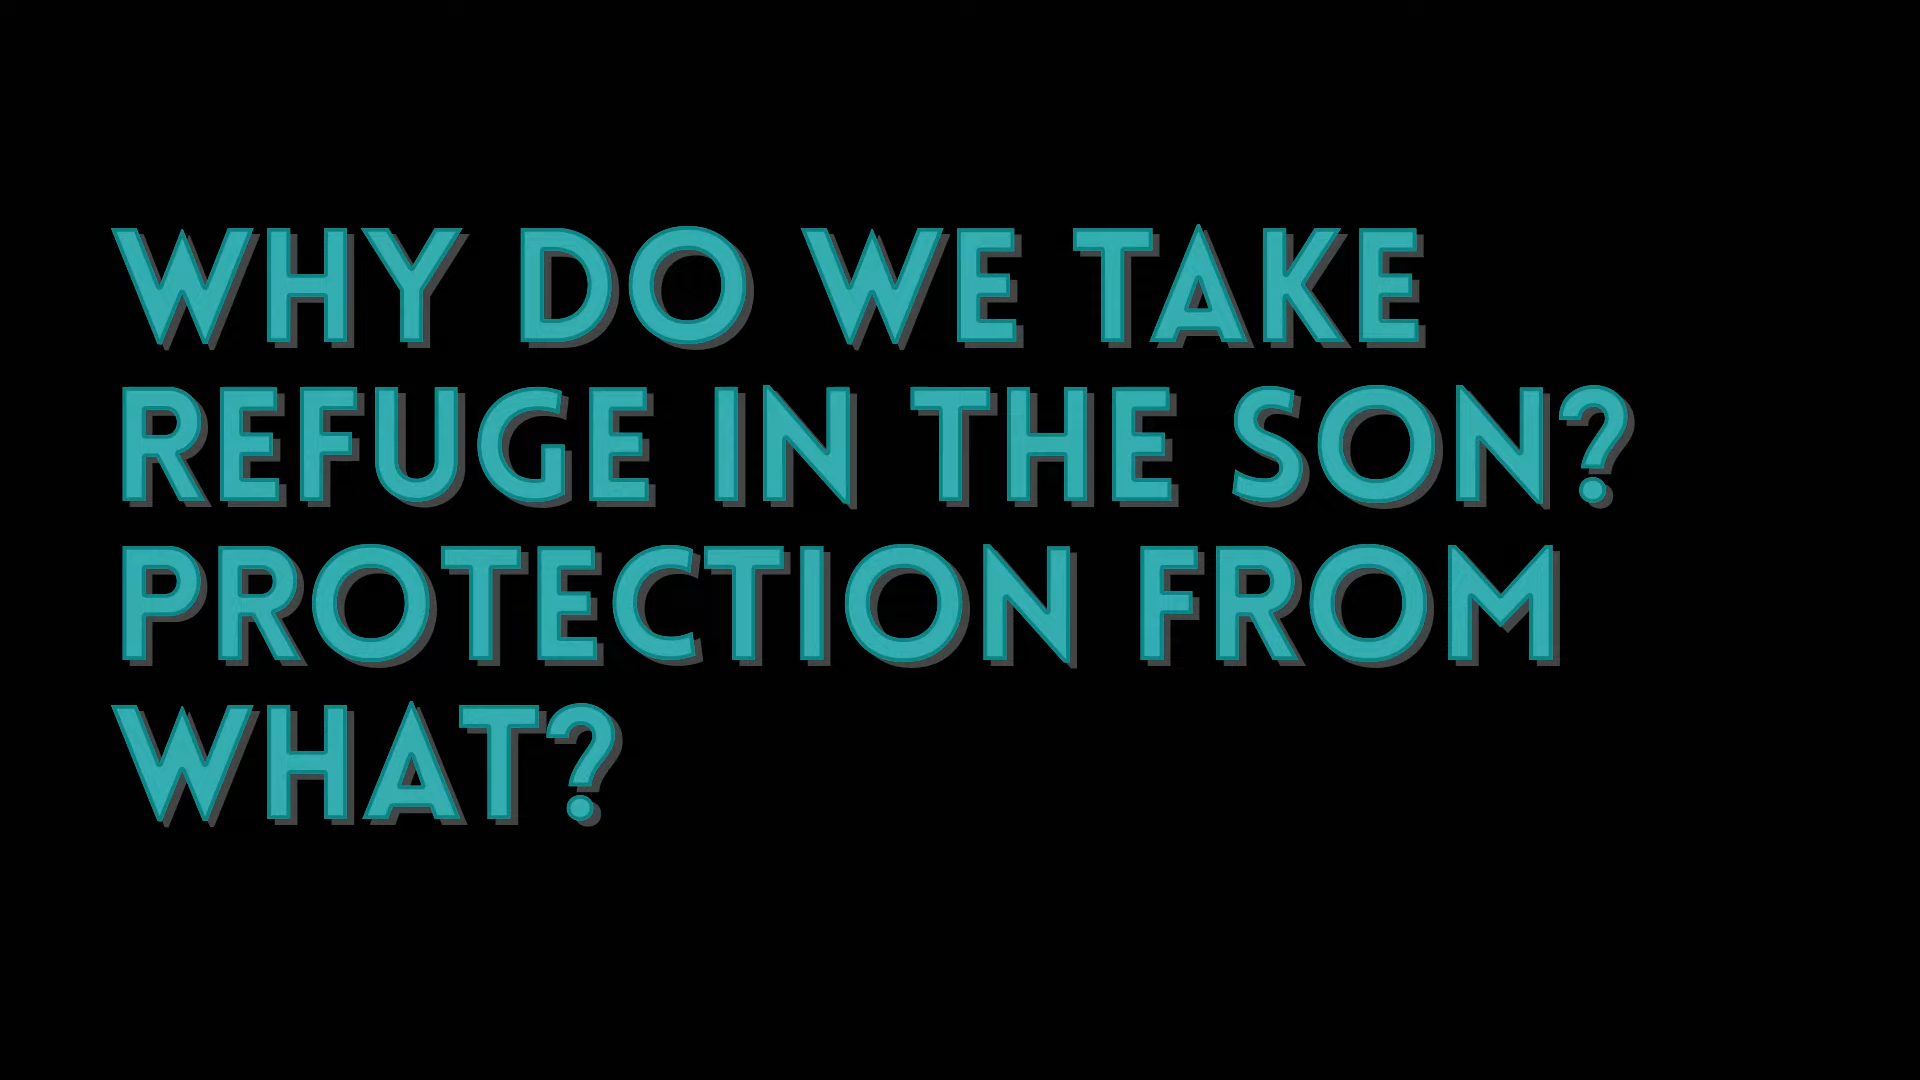 WHY DO WE TAKE
REFUGE IN THE SON?
PROTECTION FROM
WHAT?